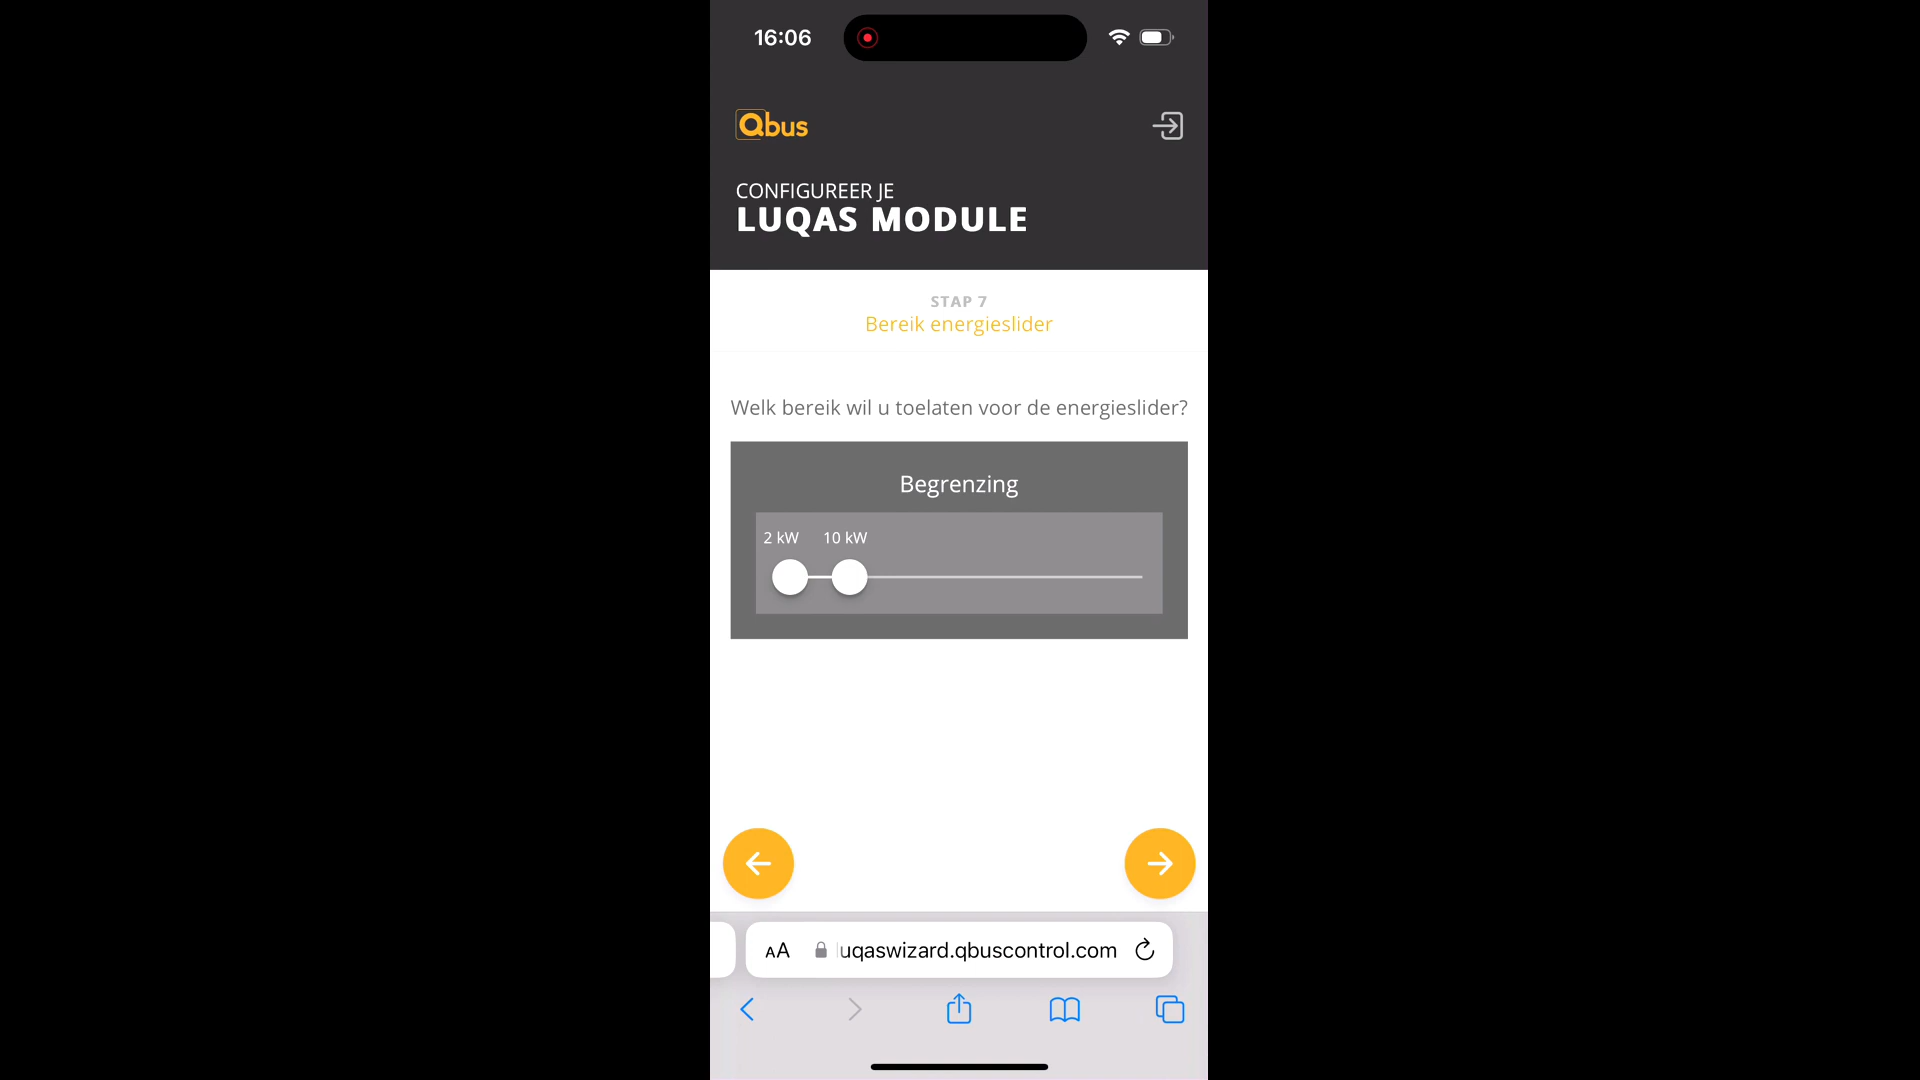 16:06
Qbus
CONFIGUREER JE
LUQAS MODULE
STAP 7
Bereik energieslider
Welk bereik wil u toelaten voor de energieslider?
Begrenzing
2 kW 10 kW
AA luqaswizard.qbuscontrol.com